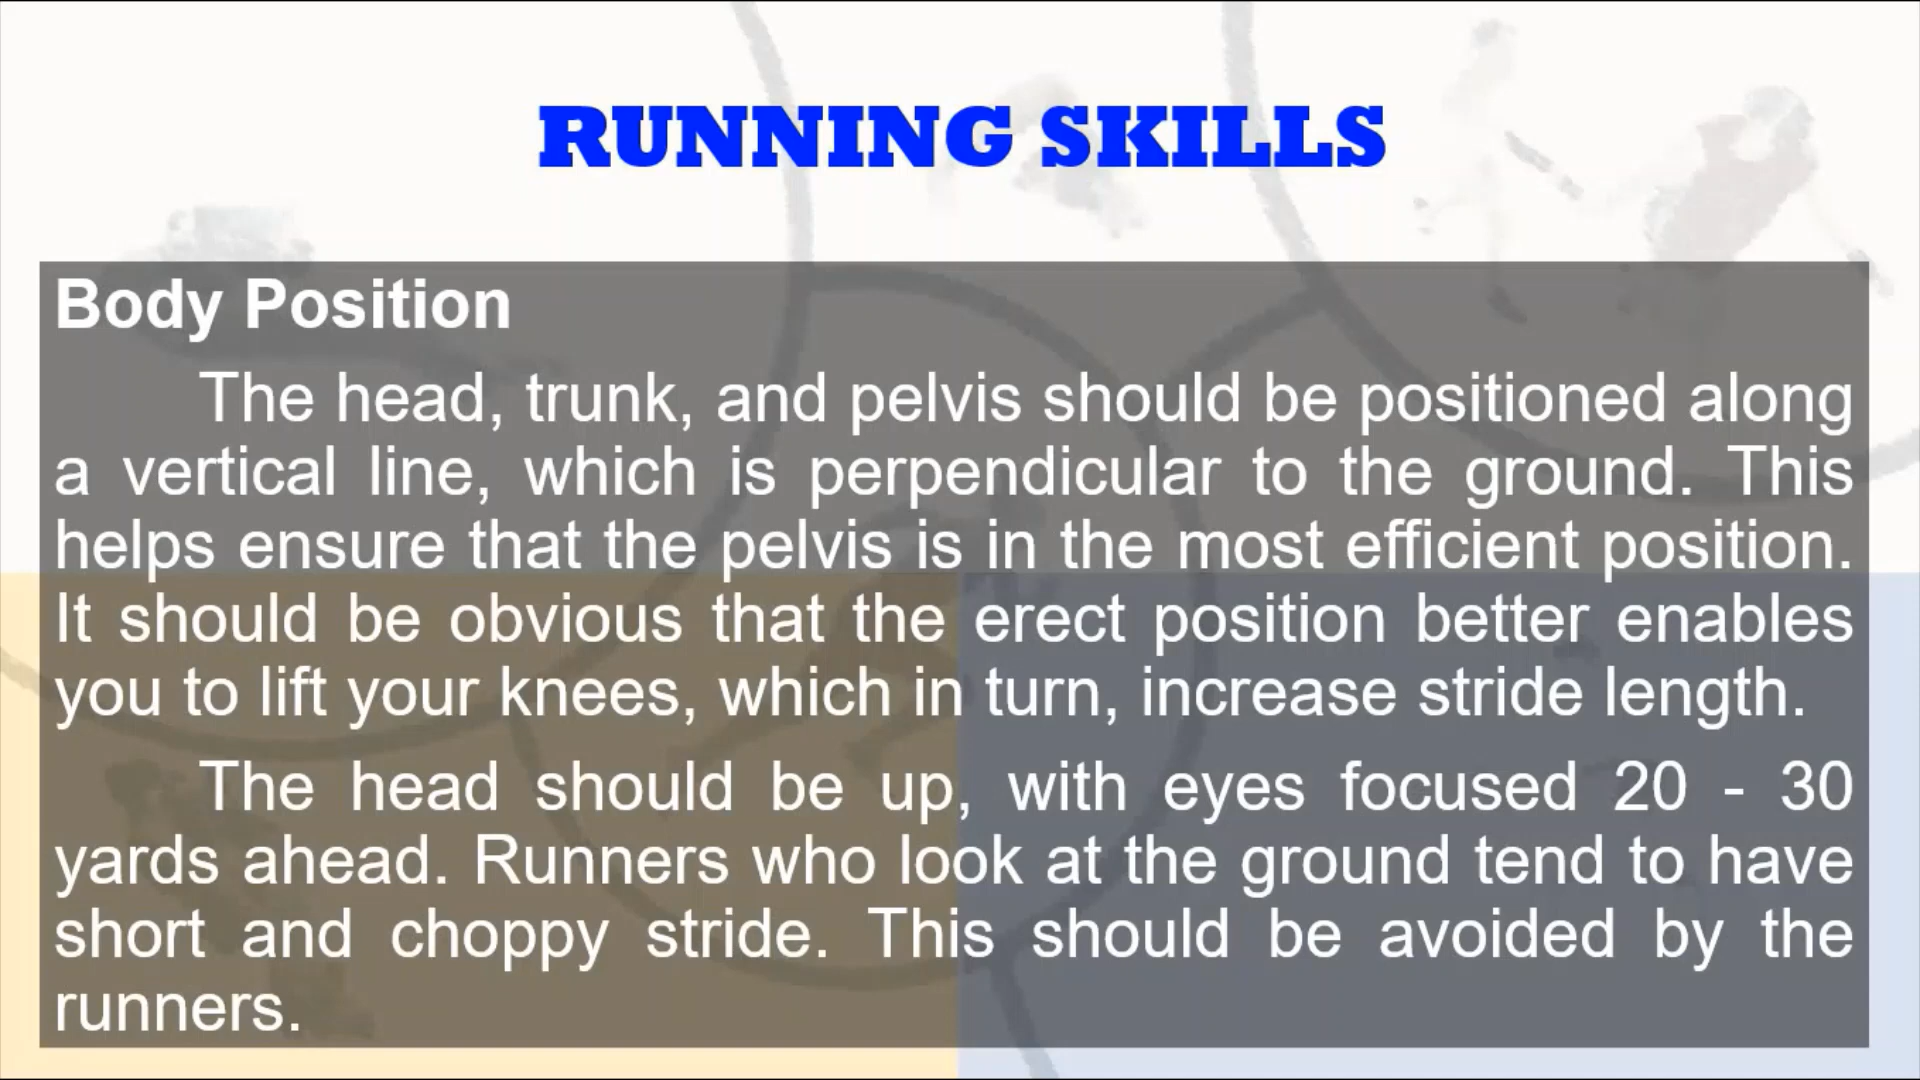 RUNNING SKILLS
Body Position
The head, trunk, and pelvis should be positioned along
a vertical line, which is perpendicular to the ground. This
helps ensure that the pelvis is in the most efficient position.
It should be obvious that the erect position better enables
you to lift your knees, which in turn, increase stride length.
The head should be up, with eyes focused 20 - 30
yards ahead. Runners who look at the ground tend to have
short and choppy stride. This should be avoided by the
runners.